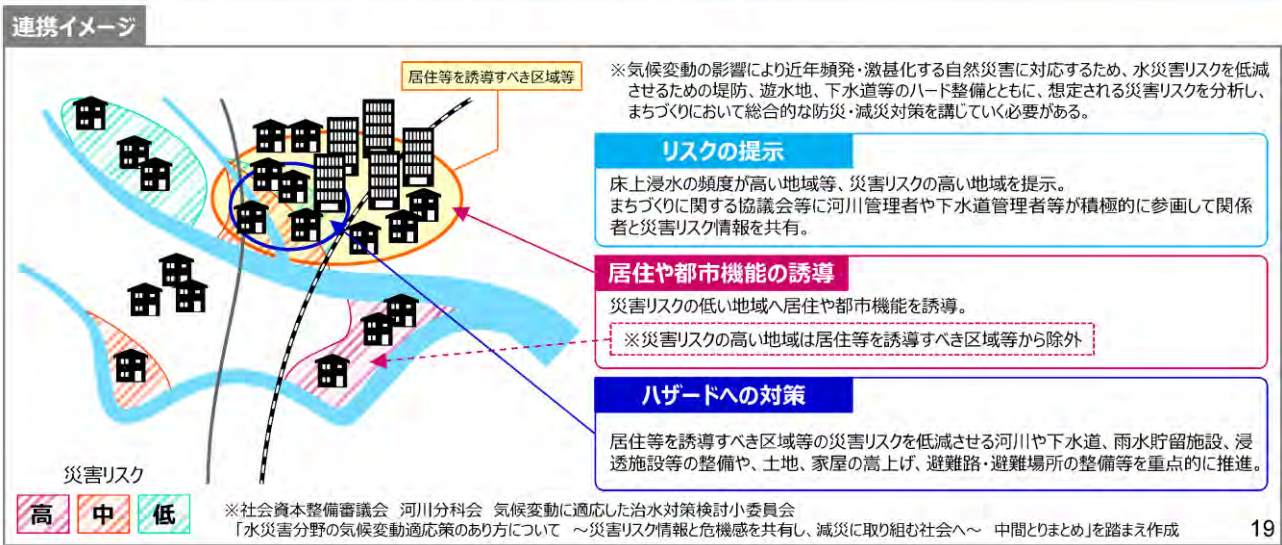 連携イメージ
居住等を誘導すべき区域等
※気候変動の影響により近年頻発・激甚化する自然災害に対応するため、水災害リスクを低減
させるための堤防、遊水地、下水道等のハード整備とともに、想定される災害リスクを分析し、
まちづくりにおいて総合的な防災・減災対策を講じていく必要がある。
リスクの提示
床上浸水の頻度が高い地域等、災害リスクの高い地域を提示。
まちづくりに関する協議会等に河川管理者や下水道管理者等が積極的に参画して関係
者と災害リスク情報を共有。
居住や都市機能の誘導
災害リスクの低い地域へ居住や都市機能を誘導。
※災害リスクの高い地域は居住等を誘導すべき区域等から除外
ハザードへの対策
居住等を誘導すべき区域等の災害リスクを低減させる河川や下水道、雨水貯留施設、浸
透施設等の整備や、土地、家屋の嵩上げ、避難路・避難場所の整備等を重点的に推進。
災害リスク
高 中 低
※社会資本整備審議会 河川分科会 気候変動に適応した治水対策検討小委員会
「水災害分野の気候変動適応策のあり方について ～災害リスク情報と危機感を共有し、減災に取り組む社会へ～ 中間とりまとめ」を踏まえ作成
19